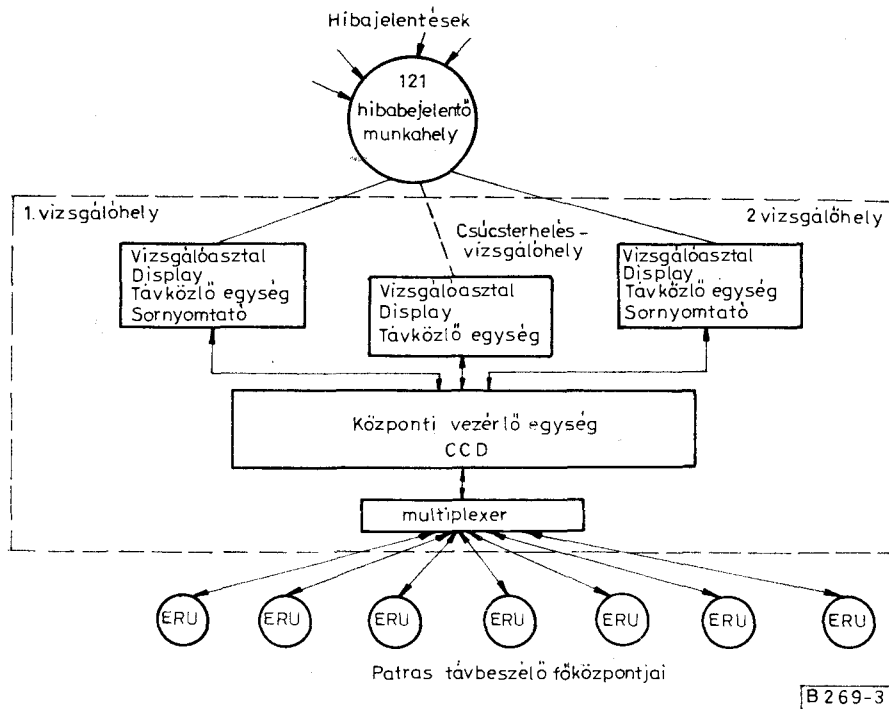 Hibajelentések
121
hibabejelentő
munkahely
1. vizsgálóhely
2 vizsgálőhely
Csúcsterhelés –
vizsgálóhely
Vizsgálóasztal
Display
Távközlő egység
Sornyomtató
Vizsgálóasztal
Display
Távközlő egység
Vizsgálóasztal
Display
Távközlő egység
Sornyomtató
Központi vezérlő egység
CCD
multiplexer
ERU
ERU
ERU
ERU
ERU
ERU
ERU
Patras távbeszélő főközpontjai
B 269-3